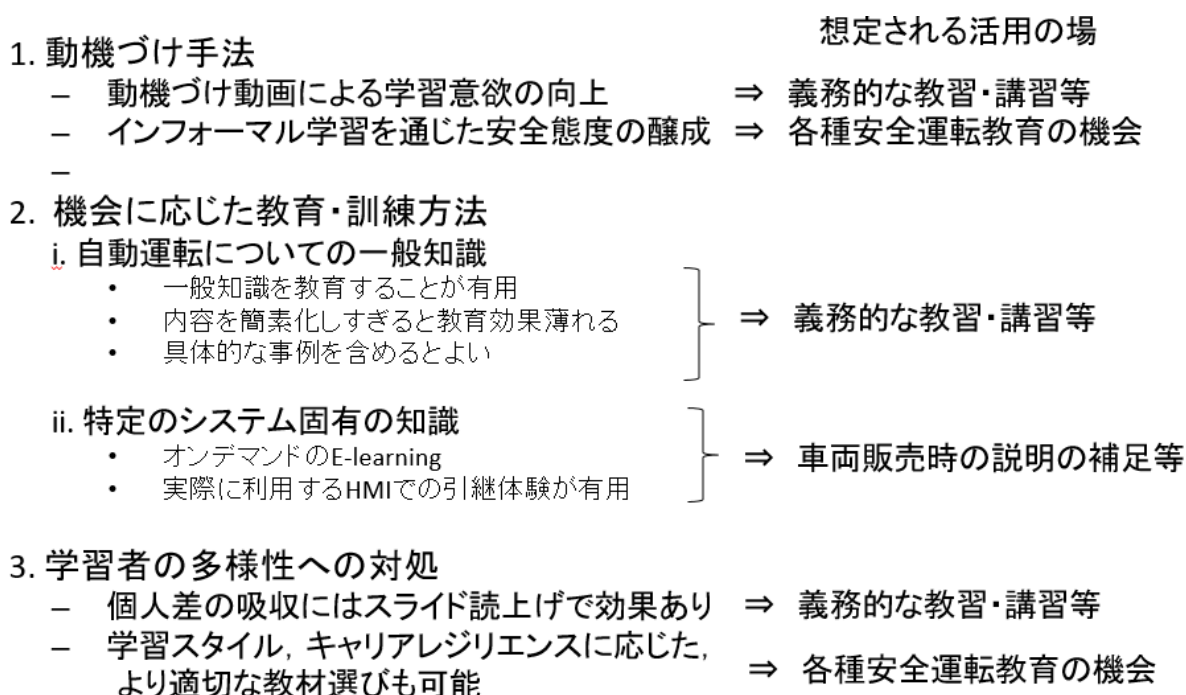 想定される活用の場
1. 動機づけ手法
– 動機づけ動画による学習意欲の向上 ⇒ 義務的な教習・講習等
– インフォーマル学習を通じた安全態度の醸成 ⇒ 各種安全運転教育の機会
–
2. 機会に応じた教育・訓練方法
i. 自動運転についての一般知識
• 一般知識を教育することが有用
• 内容を簡素化しすぎると教育効果薄れる ⇒ 義務的な教習・講習等
• 具体的な事例を含めるとよい
ii. 特定のシステム固有の知識
• オンデマンドのE-learning ⇒ 車両販売時の説明の補足等
• 実際に利用するHMIでの引継体験が有用
3. 学習者の多様性への対処
– 個人差の吸収にはスライド読上げで効果あり ⇒ 義務的な教習・講習等
– 学習スタイル，キャリアレジリエンスに応じた，
より適切な教材選びも可能 ⇒ 各種安全運転教育の機会